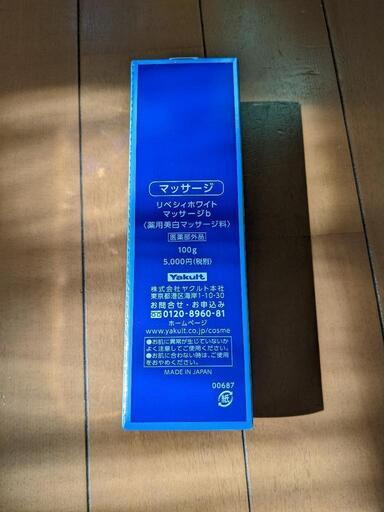 マッサージ
リベシィホワイト
マッサージb
〈薬用美白マッサージ料〉
医薬部外品
100g
5,000円(税別)
Yakult
株式会社ヤクルト本社
東京都港区海岸1-10-30
お問合せ・お申込み
0120-8960-81
ホームページ
www.yakult.co.jp/cosme
●お肌に異常が生じていないか
よく注意してご使用ください。
●お肌に合わない時は、ご使用
をおやめください。
MADE IN JAPAN
00687
紙